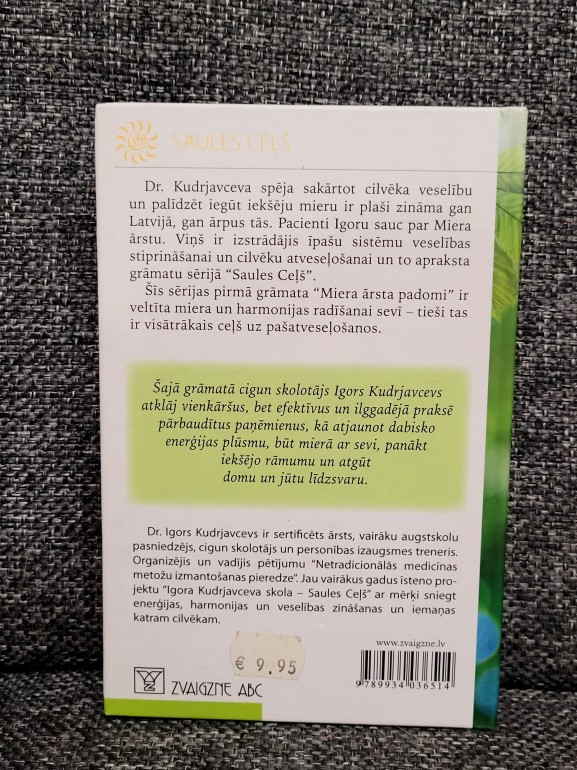 SAULES CEĻŠ
Dr. Kudrjavceva spēja sakārtot cilvēka veselību
un palīdzēt iegūt iekšēju mieru ir plaši zināma gan
Latvijā, gan ārpus tās. Pacienti Igoru sauc par Miera
ārstu. Viņš ir izstrādājis īpašu sistēmu veselības
stiprināšanai un cilvēku atveseļošanai un to apraksta
grāmatu sērijā “Saules Ceļš”.
Šīs sērijas pirmā grāmata “Miera ārsta padomi” ir
veltīta miera un harmonijas radīšanai sevī – tieši tas
ir visātrākais ceļš uz pašatveseļošanos.
Šajā grāmatā cigun skolotājs Igors Kudrjavcevs
atklāj vienkāršus, bet efektīvus un ilggadējā praksē
pārbaudītus paņēmienus, kā atjaunot dabisko
enerģijas plūsmu, būt mierā ar sevi, panākt
iekšējo rāmumu un atgūt
domu un jūtu līdzsvaru.
Dr. Igors Kudrjavcevs ir sertificēts ārsts, vairāku augstskolu
pasniedzējs, cigun skolotājs un personības izaugsmes treneris.
Organizējis un vadījis pētījumu “Netradicionālās medicīnas
metožu izmantošanas pieredze”. Jau vairākus gadus īsteno pro-
jektu “Igora Kudrjavceva skola – Saules Ceļš” ar mērķi sniegt
enerģijas, harmonijas un veselības zināšanas un iemaņas
katram cilvēkam.
www.zvaigzne.lv
€ 9.95
ZVAIGZNE ABC
9789934036514